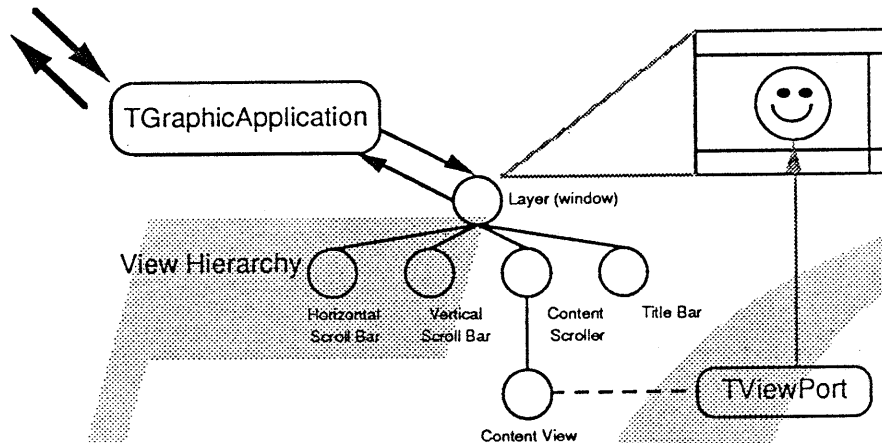 TGraphicApplication
Layer (window)
View Hierarchy
Horizontal
Scroll Bar
Vertical
Scroll Bar
Content
Scroller
Title Bar
TViewPort
Content View